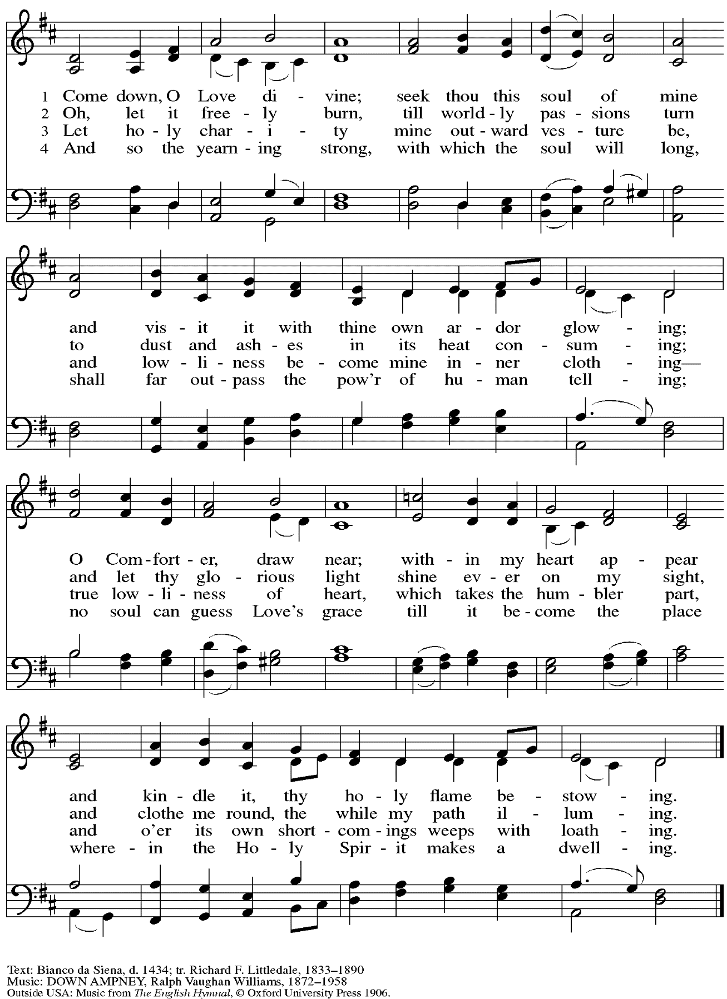 1 Come down, O Love di - vine; seek thou this soul of mine
2 Oh, let it free - ly burn, till world - ly pas - sions turn
3 Let ho - ly char - i - ty mine out - ward ves - ture be,
4 And so the yearn - ing strong, with which the soul will long,
and vis - it it with thine own ar - dor glow - ing;
to dust and ash - es in its heat con - sum - ing;
and low - li - ness be - come mine in - ner cloth - ing—
shall far out - pass the pow'r of hu - man tell - ing;
O Com - fort - er, draw near; with - in my heart ap - pear
and let thy glo - rious light shine ev - er on my sight,
true low - li - ness of heart, which takes the hum - bler part,
no soul can guess Love's grace till it be - come the place
and kin - dle it, thy ho - ly flame be - stow - ing.
and clothe me round, the while my path il - lum - ing.
and o'er its own short - com - ings weeps with loath - ing.
where - in the Ho - ly Spir - it makes a dwell - ing.
Text: Bianco da Siena, d. 1434; tr. Richard F. Littledale, 1833–1890
Music: DOWN AMPNEY, Ralph Vaughan Williams, 1872–1958
Outside USA: Music from The English Hymnal, © Oxford University Press 1906.